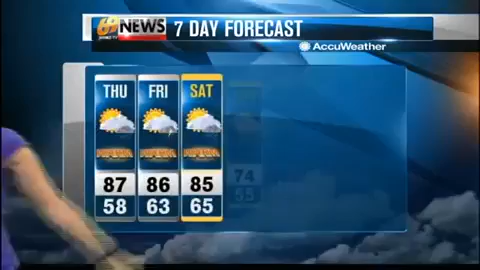 69 NEWS 7 DAY FORECAST
AccuWeather
THU FRI SAT
87 86 85 74
58 63 65 55